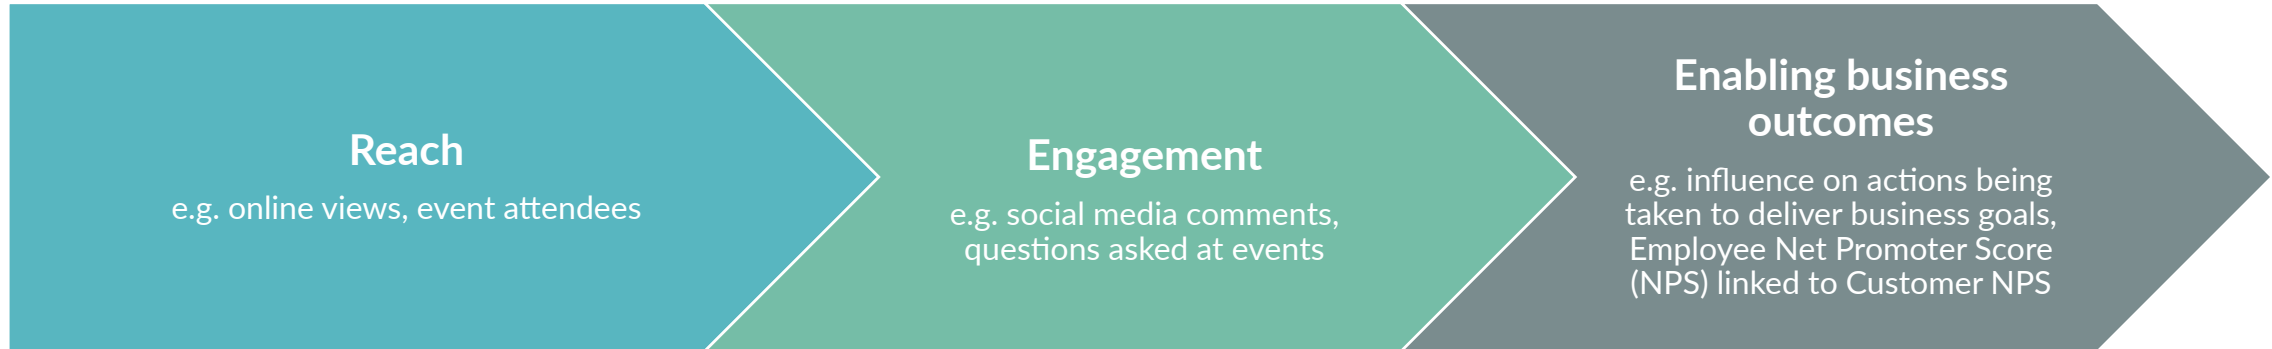 Reach
e.g. online views, event attendees
Engagement
e.g. social media comments,
questions asked at events
Enabling business
outcomes
e.g. influence on actions being
taken to deliver business goals,
Employee Net Promoter Score
(NPS) linked to Customer NPS